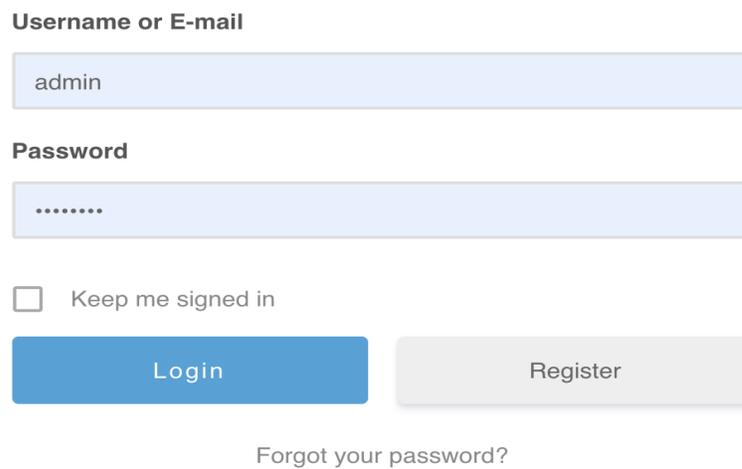 Username or E-mail
admin
Password
••••••••
Keep me signed in
Login
Register
Forgot your password?